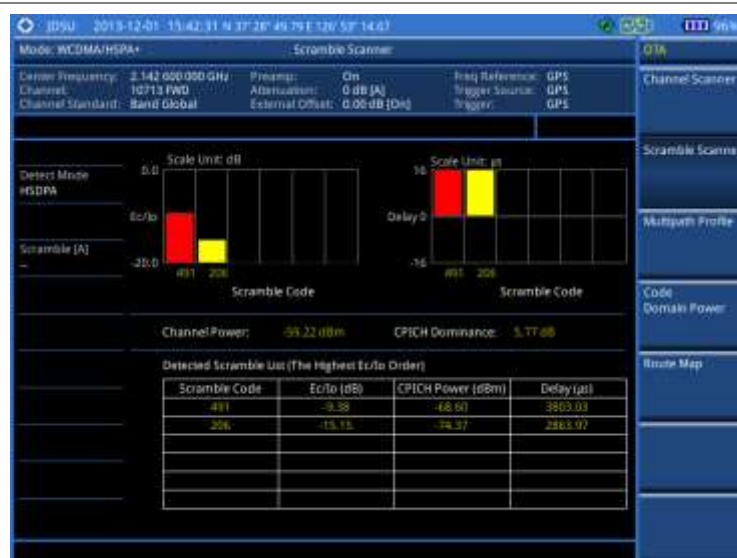 JDSU 2013-12-01 15:42:31 N 37° 28' 49.79 E 126° 53' 14.67 96%
Mode: WCDMA/HSPA+ Scramble Scanner OTA
Center Frequency: 2.142 600 000 GHz Preamp: On Freq Reference: GPS
Channel: 10713 FWD Attenuation: 0 dB [A] Trigger Source: GPS
Channel Standard: Band Global External Offset: 0.00 dB [On] Trigger: GPS
Channel Scanner
Scramble Scanner
Multipath Profile
Code
Domain Power
Route Map
Detect Mode
HSDPA
Scramble [A]
--
Scale Unit: dB
0.0
Ec/Io
-20.0
491 206
Scramble Code
Scale Unit: µs
16
Delay 0
-16
491 206
Scramble Code
Channel Power: -59.22 dBm CPICH Dominance: 5.77 dB
Detected Scramble List (The Highest Ec/Io Order)
Scramble Code Ec/Io (dB) CPICH Power (dBm) Delay (µs)
491 -9.38 -68.60 3803.03
206 -15.15 -74.37 2863.97